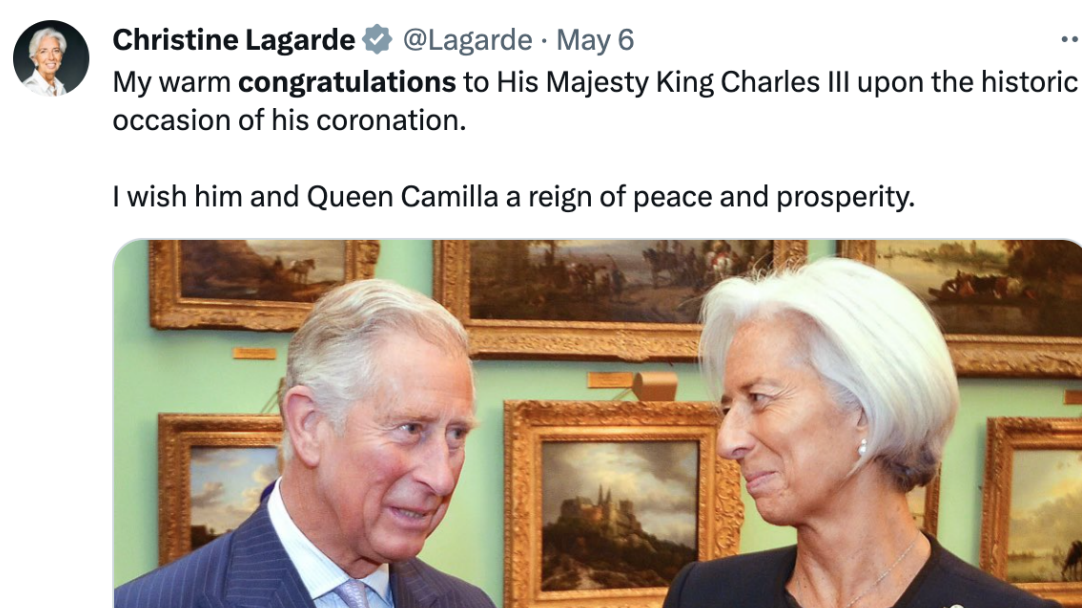 Christine Lagarde @Lagarde · May 6
My warm congratulations to His Majesty King Charles III upon the historic
occasion of his coronation.
I wish him and Queen Camilla a reign of peace and prosperity.